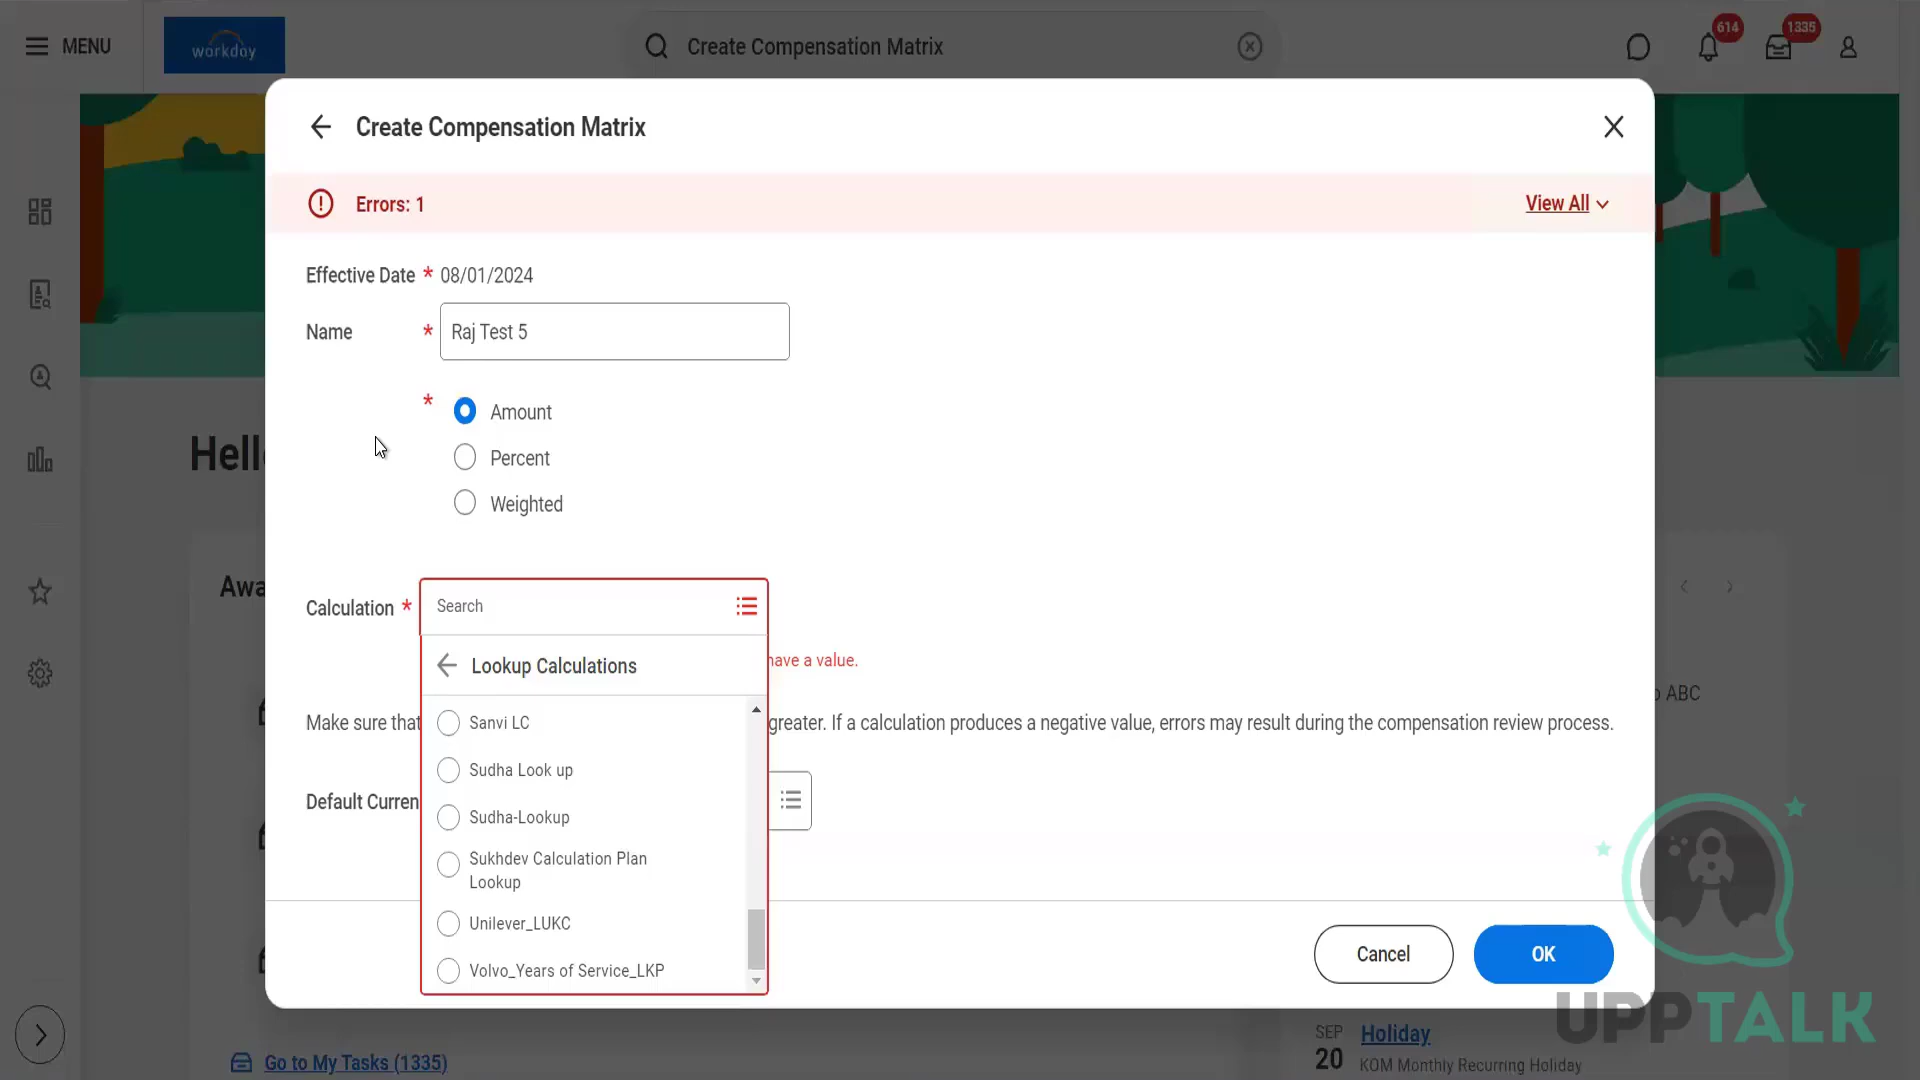 MENU
workday
Create Compensation Matrix
614
1335
Create Compensation Matrix
Errors: 1
View All
Effective Date * 08/01/2024
Name * Raj Test 5
* Amount
Percent
Weighted
Hell
Awa
Calculation * Search
Lookup Calculations
have a value.
Sanvi LC
ABC
Make sure that
greater. If a calculation produces a negative value, errors may result during the compensation review process.
Sudha Look up
Default Curren
Sudha-Lookup
Sukhdev Calculation Plan
Lookup
Unilever_LUKC
Volvo_Years of Service_LKP
Cancel
OK
UPPTALK
SEP
20
Holiday
KOM Monthly Recurring Holiday
Go to My Tasks (1335)